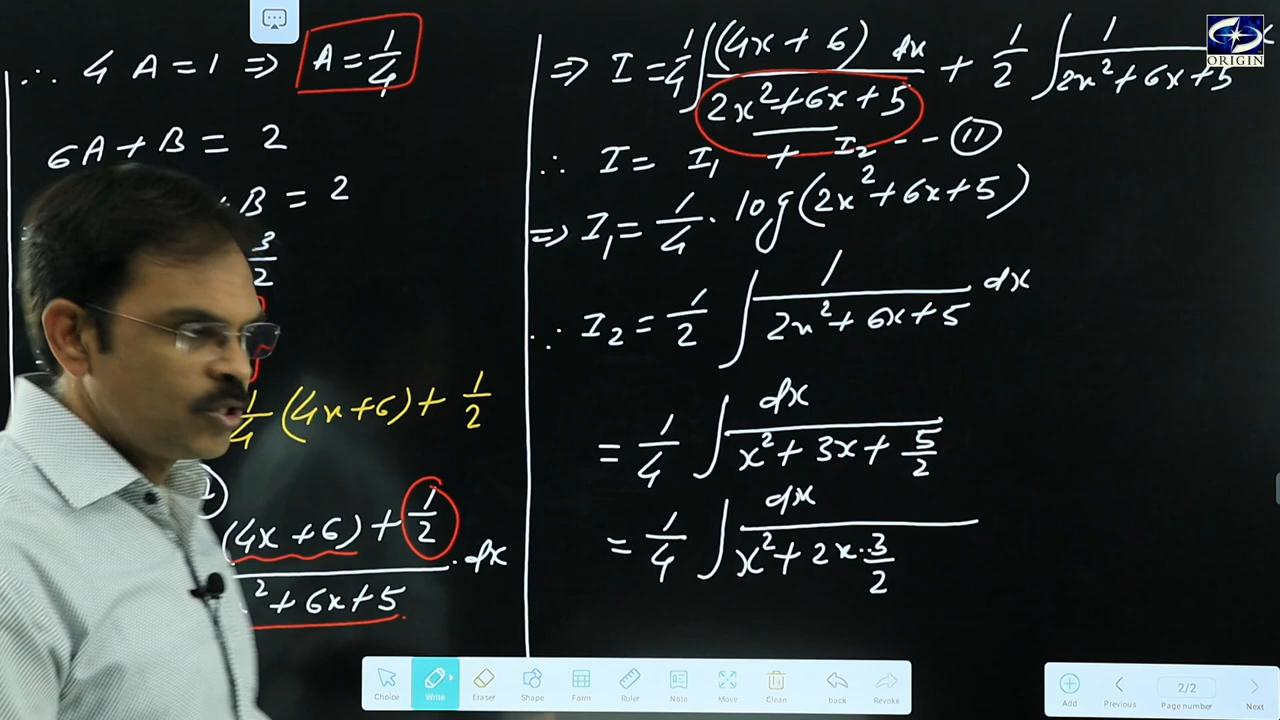 ∴ 4A = 1 ⇒ A = 1/4
6A + B = 2
B = 2
3/2
1/4 (4x+6) + 1/2
(4x+6) + 1/2
2 + 6x + 5 . dx
⇒ I = 1/4 ∫ (4x+6) dx / 2x² + 6x + 5 + 1/2 ∫ 1 / 2x² + 6x + 5
∴ I = I₁ + I₂ -- (11)
⇒ I₁ = 1/4 . log(2x² + 6x + 5)
∴ I₂ = 1/2 ∫ 1 / 2x² + 6x + 5 dx
= 1/4 ∫ dx / x² + 3x + 5/2
= 1/4 ∫ dx / x² + 2x . 3/2
ORIGIN
Choice Write Eraser Shape Form Ruler Note Move Clean back Revoke
Add Previous 2/2 Page number Next